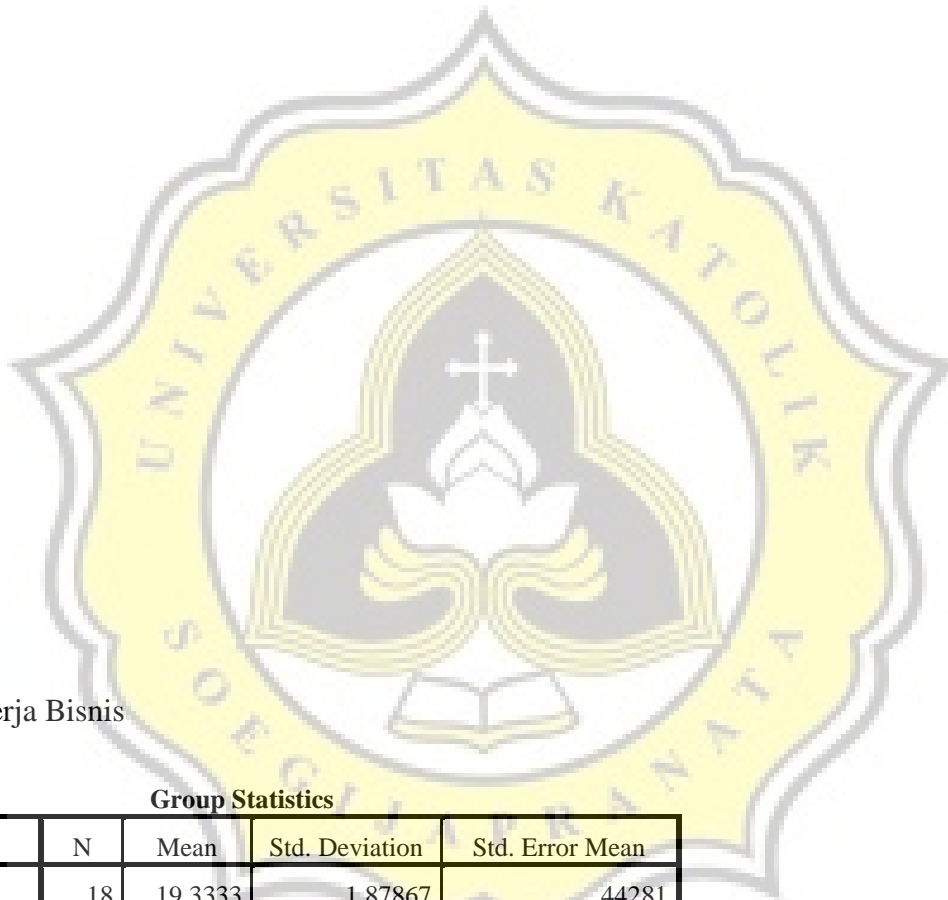 UNIVERSITAS KATOLIK
SOEGIJAPRANATA
erja Bisnis
Group Statistics
N Mean Std. Deviation Std. Error Mean
18 19.3333 1.87867 .44281